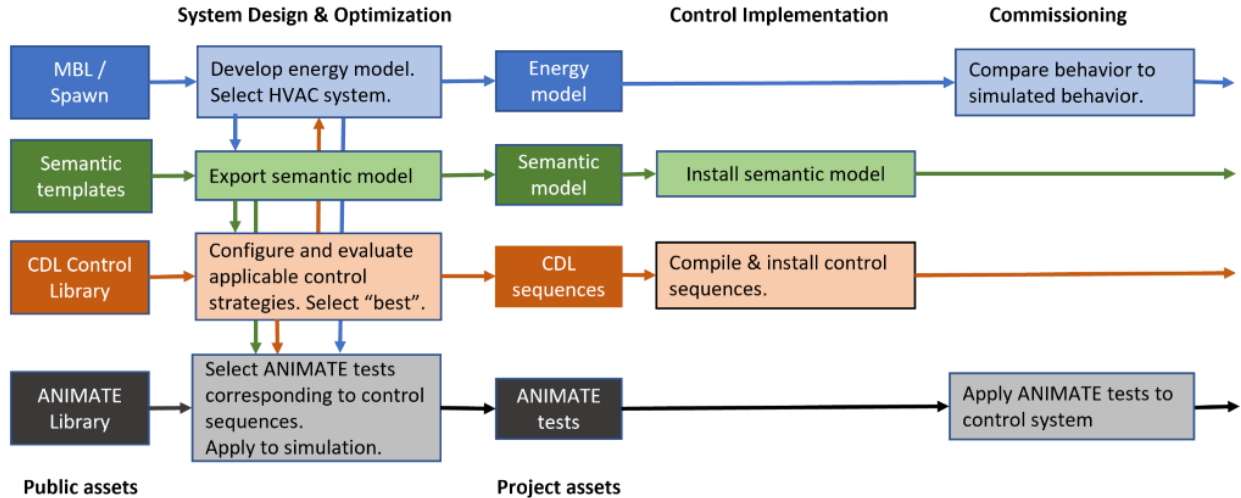 System Design & Optimization
Control Implementation
Commissioning
MBL /
Spawn
Develop energy model.
Select HVAC system.
Energy
model
Compare behavior to
simulated behavior.
Semantic
templates
Export semantic model
Semantic
model
Install semantic model
CDL Control
Library
Configure and evaluate
applicable control
strategies. Select “best”.
CDL
sequences
Compile & install control
sequences.
ANIMATE
Library
Select ANIMATE tests
corresponding to control
sequences.
Apply to simulation.
ANIMATE
tests
Apply ANIMATE tests to
control system
Public assets
Project assets